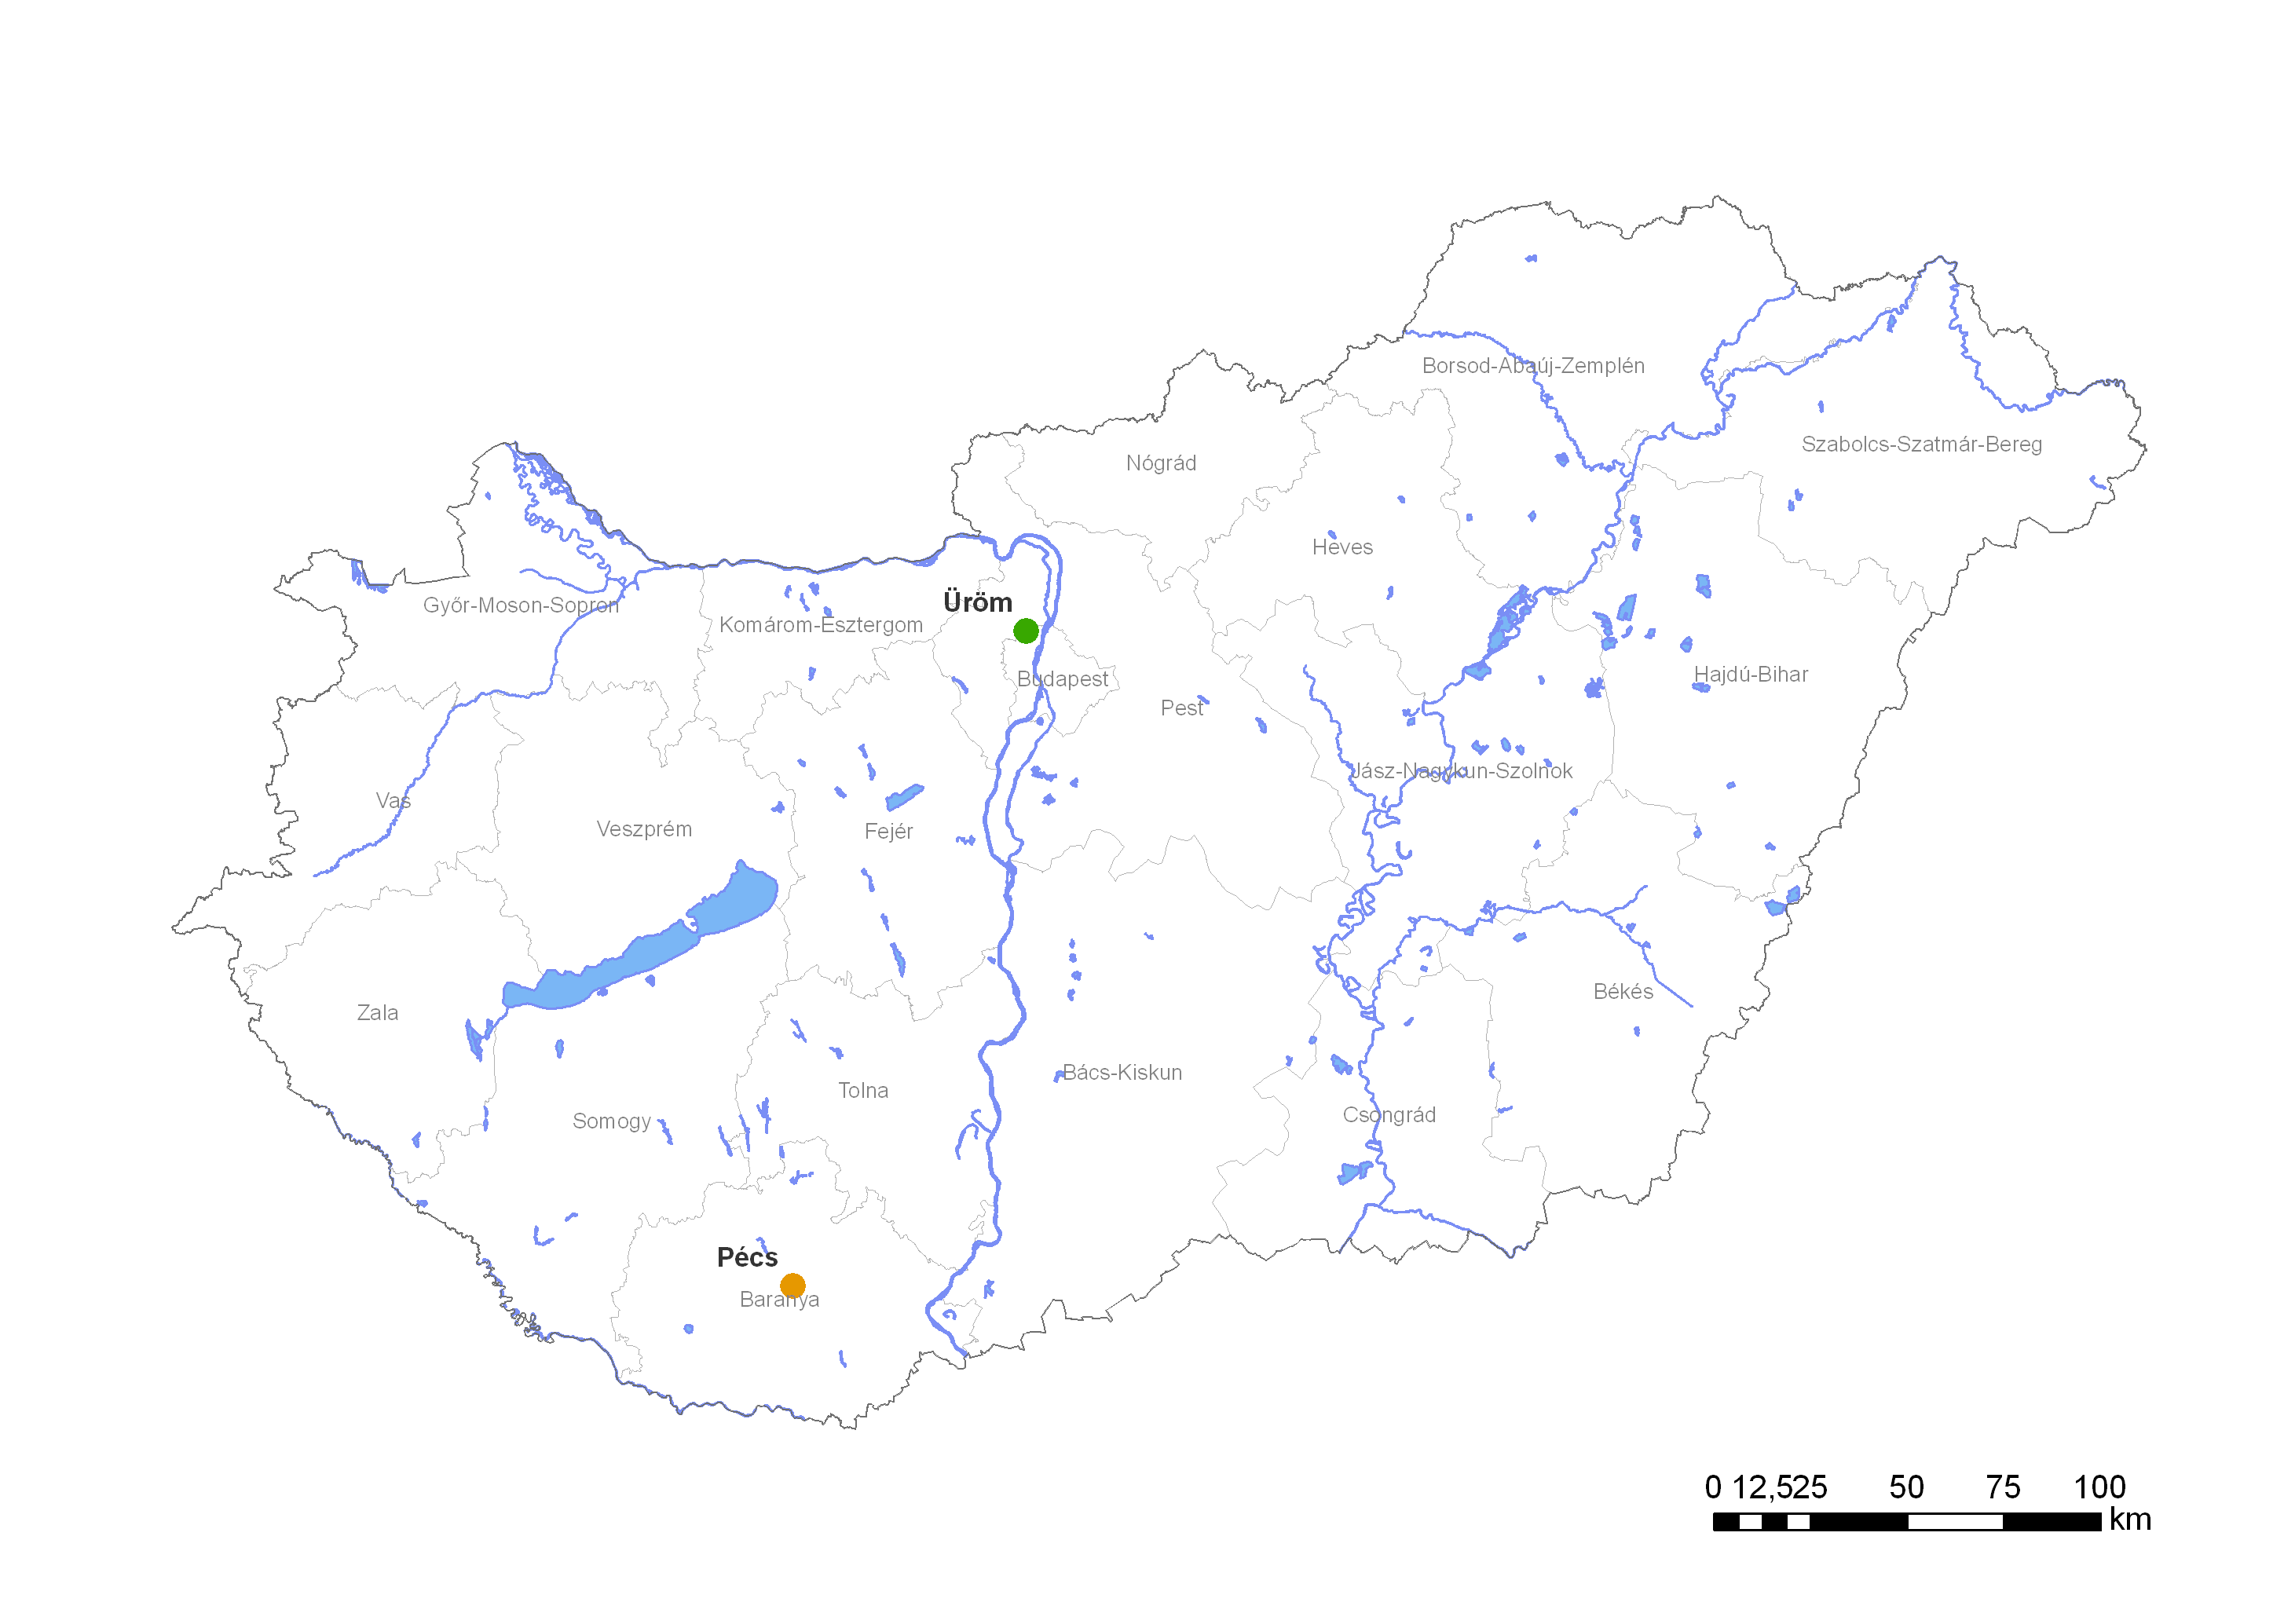 Borsod-Abaúj-Zemplén
Szabolcs-Szatmár-Bereg
Nógrád
Heves
Győr-Moson-Sopron
Komárom-Esztergom
Üröm
Budapest
Pest
Hajdú-Bihar
Jász-Nagykun-Szolnok
Vas
Veszprém
Fejér
Zala
Békés
Tolna
Bács-Kiskun
Somogy
Csongrád
Pécs
Baranya
0 12,525 50 75 100
km